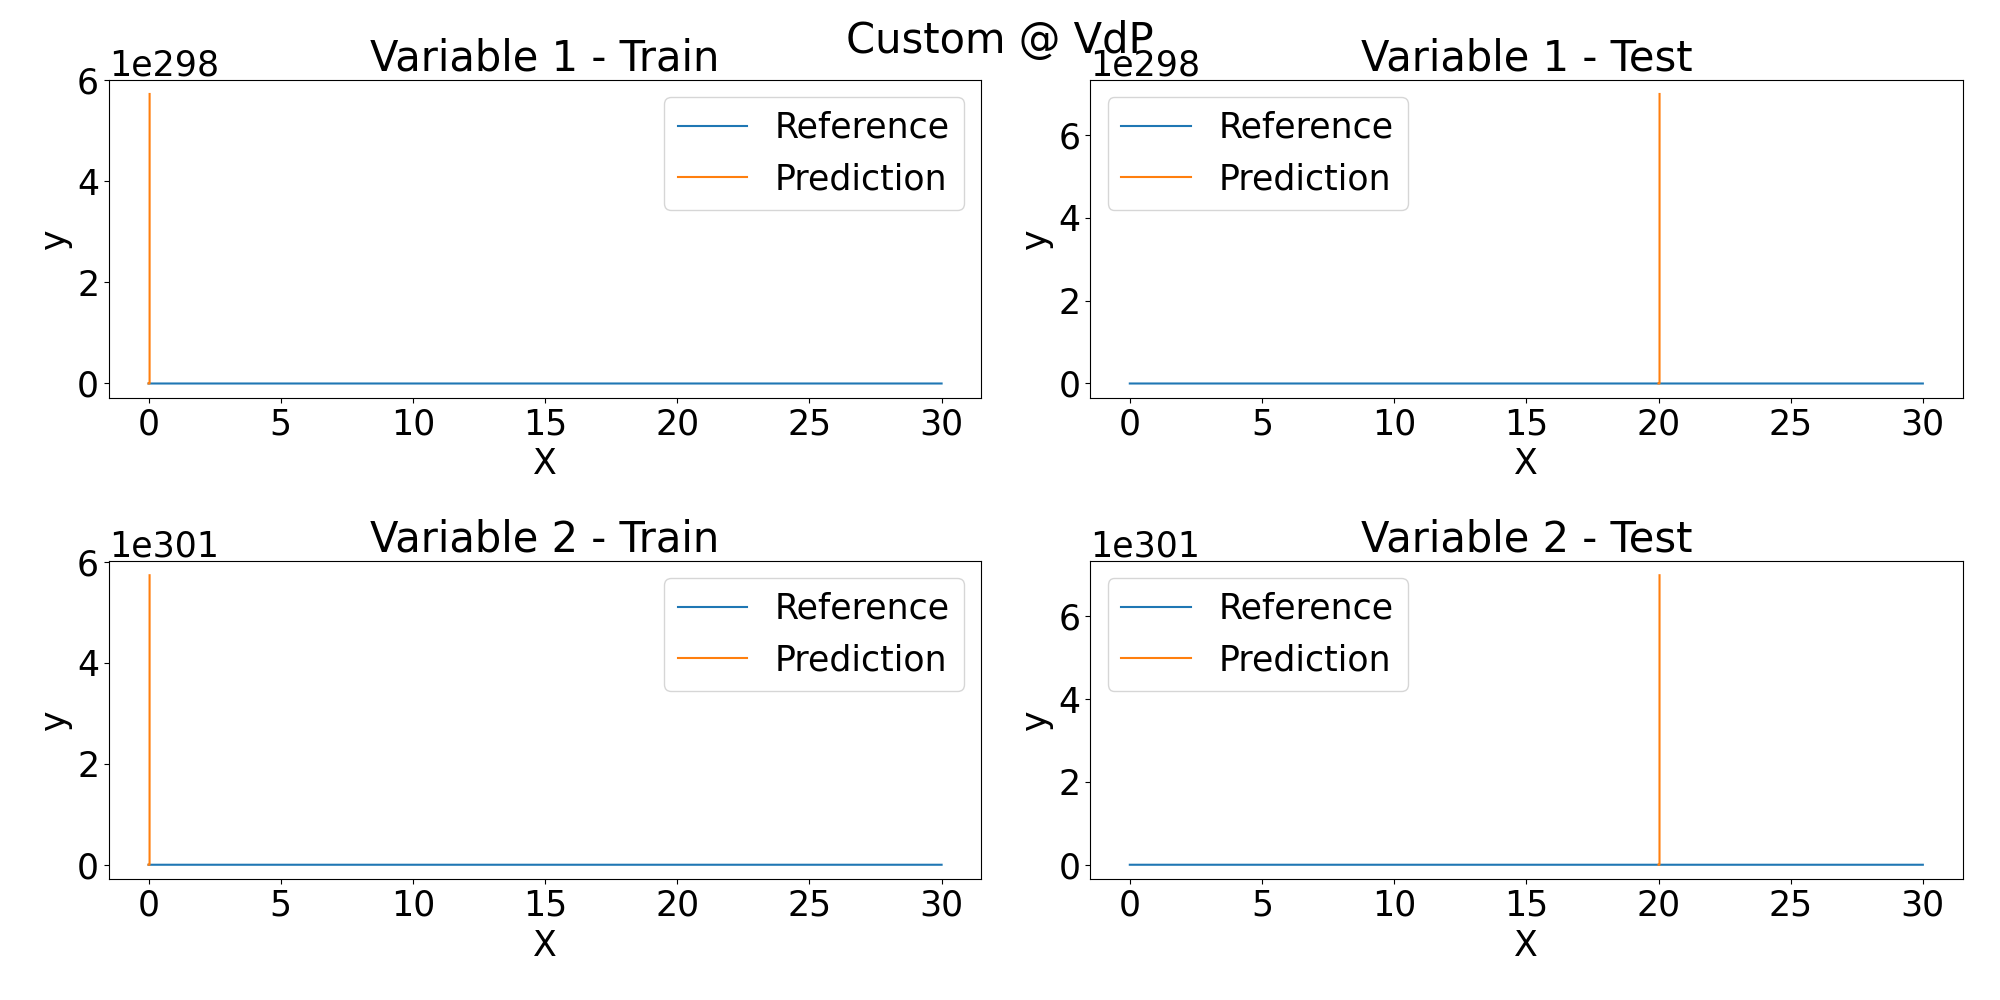 Custom @ VdP
Variable 1 - Train
1e298
6
4
2
0
y
Reference
Prediction
0 5 10 15 20 25 30
X
Variable 1 - Test
1e298
6
4
2
0
y
Reference
Prediction
0 5 10 15 20 25 30
X
Variable 2 - Train
1e301
6
4
2
0
y
Reference
Prediction
0 5 10 15 20 25 30
X
Variable 2 - Test
1e301
6
4
2
0
y
Reference
Prediction
0 5 10 15 20 25 30
X